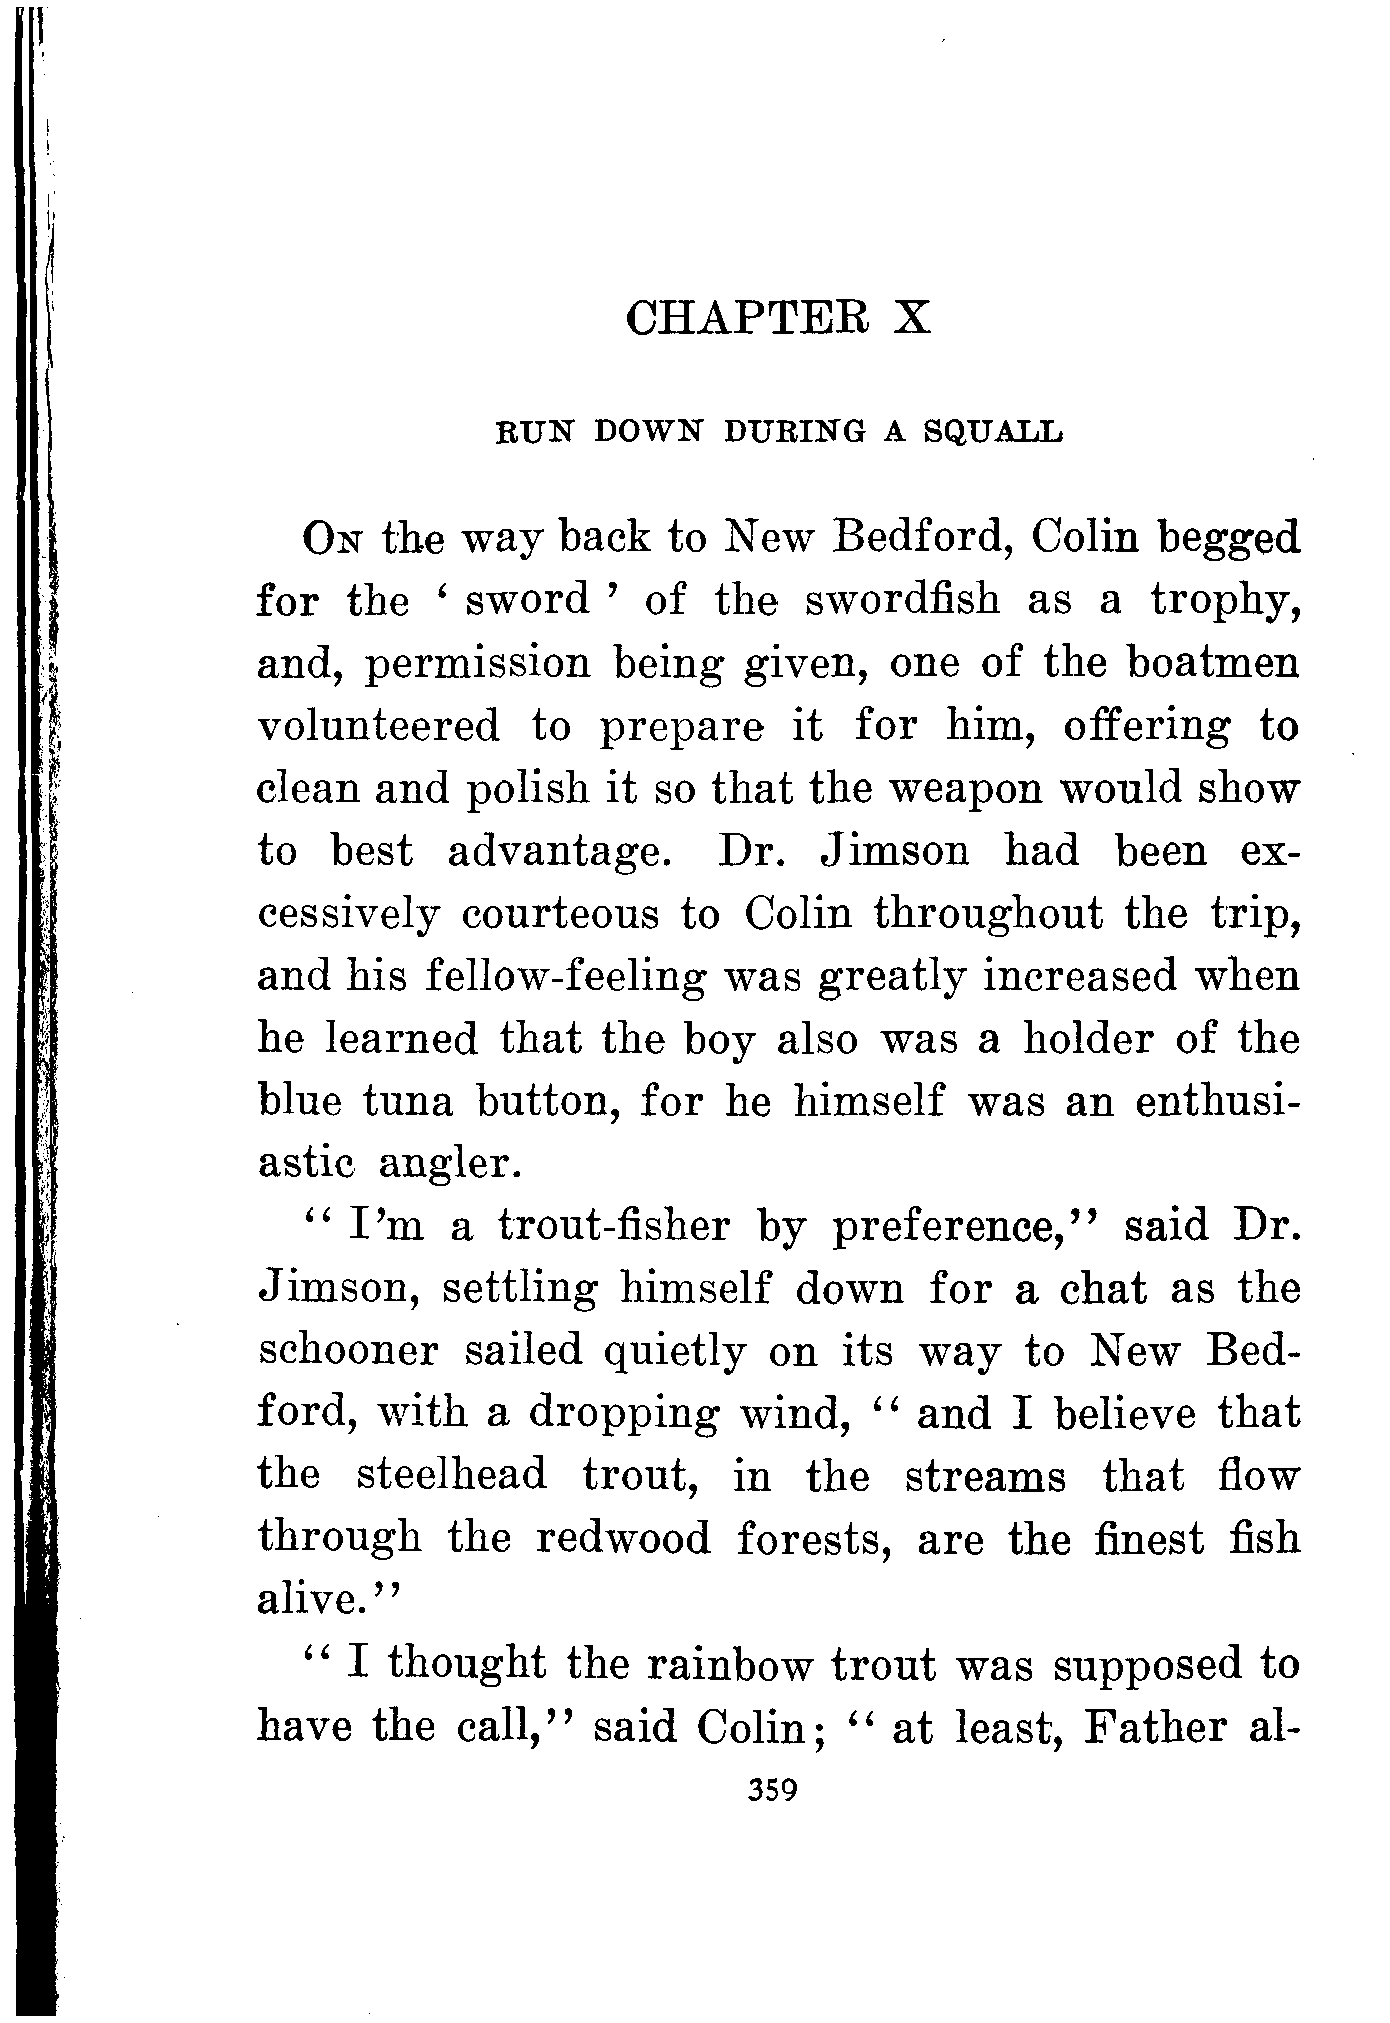 CHAPTER X
RUN DOWN DURING A SQUALL
On the way back to New Bedford, Colin begged
for the ‘ sword ’ of the swordfish as a trophy,
and, permission being given, one of the boatmen
volunteered to prepare it for him, offering to
clean and polish it so that the weapon would show
to best advantage. Dr. Jimson had been ex-
cessively courteous to Colin throughout the trip,
and his fellow-feeling was greatly increased when
he learned that the boy also was a holder of the
blue tuna button, for he himself was an enthusi-
astic angler.
“ I’m a trout-fisher by preference,” said Dr.
Jimson, settling himself down for a chat as the
schooner sailed quietly on its way to New Bed-
ford, with a dropping wind, “ and I believe that
the steelhead trout, in the streams that flow
through the redwood forests, are the finest fish
alive.”
“ I thought the rainbow trout was supposed to
have the call,” said Colin; “ at least, Father al-
359